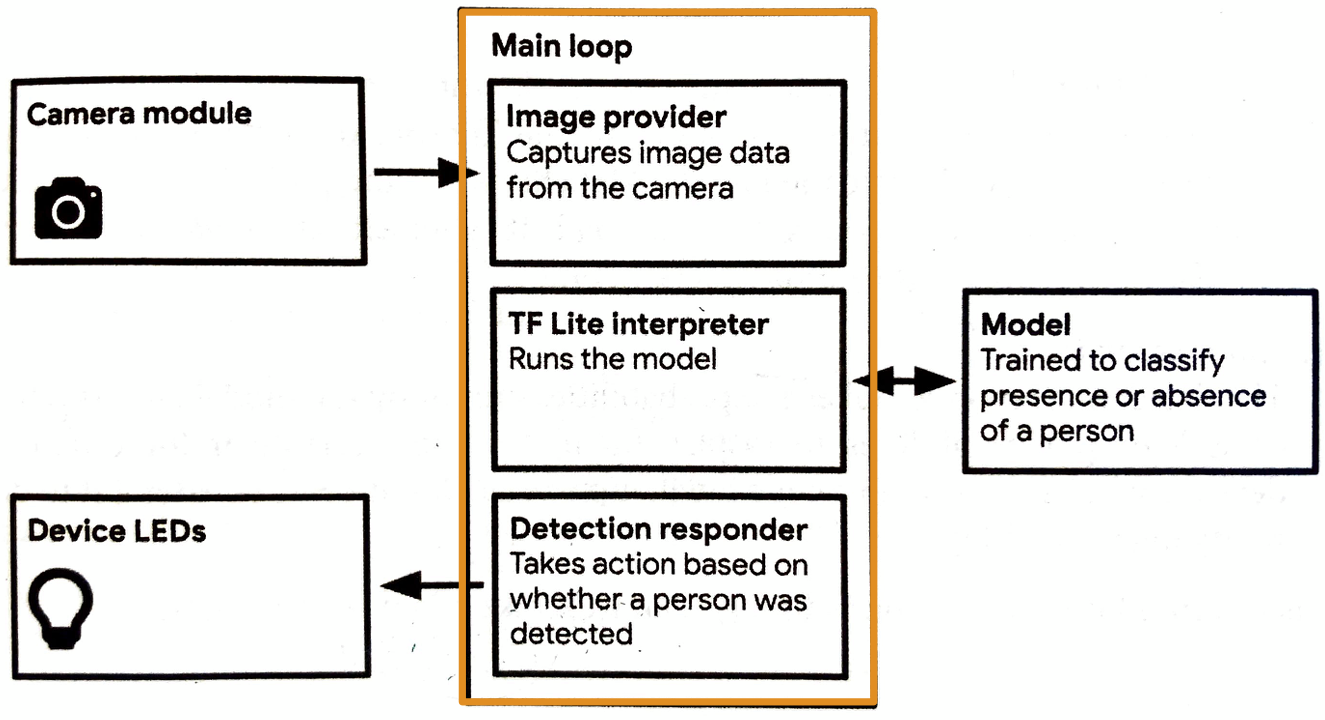 Main loop
Camera module
Image provider
Captures image data
from the camera
TF Lite interpreter
Runs the model
Model
Trained to classify
presence or absence
of a person
Device LEDs
Detection responder
Takes action based on
whether a person was
detected